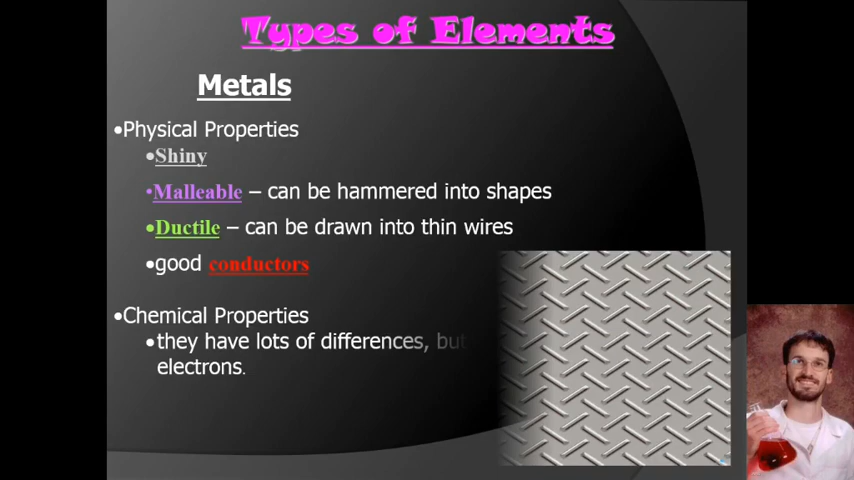 Types of Elements
Metals
•Physical Properties
•Shiny
•Malleable – can be hammered into shapes
•Ductile – can be drawn into thin wires
•good conductors
•Chemical Properties
•they have lots of differences, but
electrons.